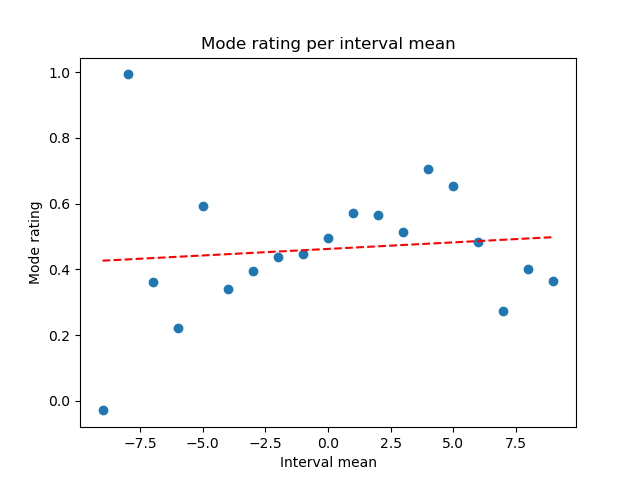 Mode rating per interval mean
1.0
0.8
0.6
0.4
0.2
0.0
Mode rating
−7.5 −5.0 −2.5 0.0 2.5 5.0 7.5
Interval mean